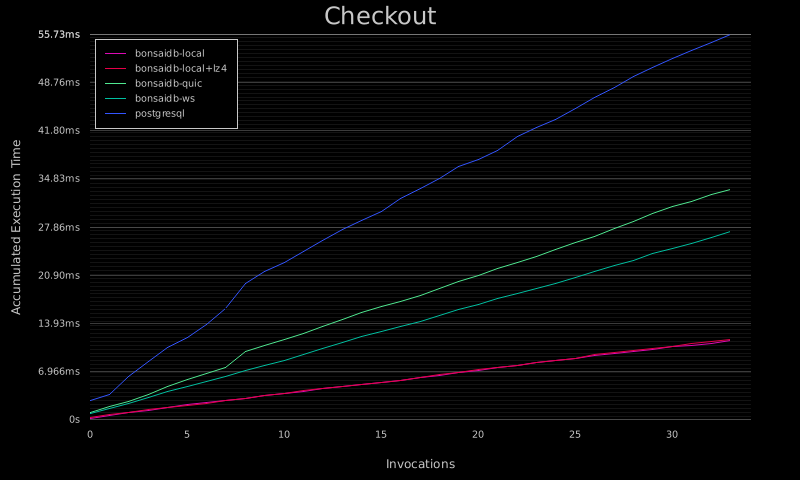 Checkout
55.73ms
48.76ms
41.80ms
34.83ms
27.86ms
20.90ms
13.93ms
6.966ms
0s
Accumulated Execution Time
bonsaidb-local
bonsaidb-local+lz4
bonsaidb-quic
bonsaidb-ws
postgresql
0 5 10 15 20 25 30
Invocations